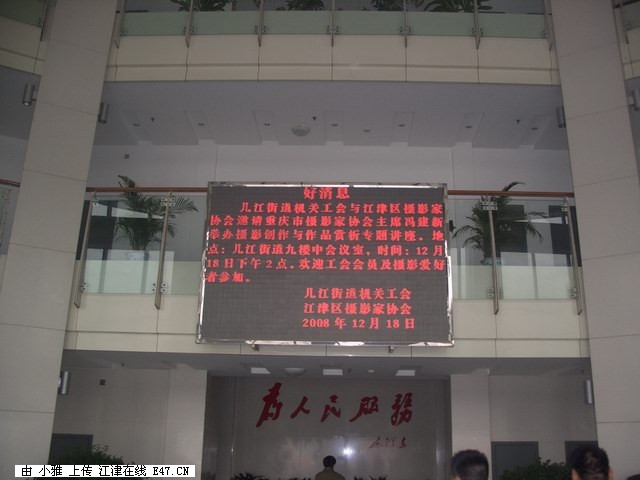 好消息
几江街道机关工会与江津区摄影家
协会邀请重庆市摄影家协会主席冯建新
举办摄影创作与作品赏析专题讲座。地
点：几江街道九楼中会议室，时间：12月
18日下午2点。欢迎工会会员及摄影爱好
者参加。
几江街道机关工会
江津区摄影家协会
2008年12月18日
为人民服务
由 小雅 上传 江津在线 E47.CN